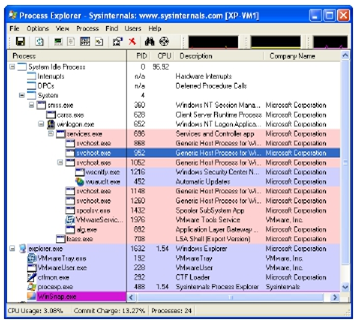 Process Explorer - Sysinternals: www.sysinternals.com [XP-VM1]
File Options View Process Find Users Help
Process PID CPU Description Company Name
System Idle Process 0 96.92
Interrupts n/a Hardware Interrupts
DPCs n/a Deferred Procedure Calls
System 4
smss.exe 360 Windows NT Session Mana... Microsoft Corporation
csrss.exe 628 Client Server Runtime Process Microsoft Corporation
winlogon.exe 652 Windows NT Logon Applica... Microsoft Corporation
services.exe 696 Services and Controller app Microsoft Corporation
svchost.exe 868 Generic Host Process for Wi... Microsoft Corporation
svchost.exe 952 Generic Host Process for Wi... Microsoft Corporation
svchost.exe 1052 Generic Host Process for Wi... Microsoft Corporation
wscntfy.exe 1216 Windows Security Center N... Microsoft Corporation
wuauclt.exe 452 Automatic Updates Microsoft Corporation
svchost.exe 1148 Generic Host Process for Wi... Microsoft Corporation
svchost.exe 1260 Generic Host Process for Wi... Microsoft Corporation
spoolsv.exe 1432 Spooler SubSystem App Microsoft Corporation
VMwareServic... 1976 VMware Tools Service VMware, Inc.
alg.exe 692 Application Layer Gateway ... Microsoft Corporation
lsass.exe 708 LSA Shell (Export Version) Microsoft Corporation
explorer.exe 1632 1.54 Windows Explorer Microsoft Corporation
VMwareTray.exe 192 VMwareTray VMware, Inc.
VMwareUser.exe 228 VMwareUser VMware, Inc.
ctfmon.exe 292 CTF Loader Microsoft Corporation
procexp.exe 488 1.54 Sysinternals Process Explorer Sysinternals
WinSnap.exe
CPU Usage: 3.08% Commit Charge: 13.27% Processes: 24